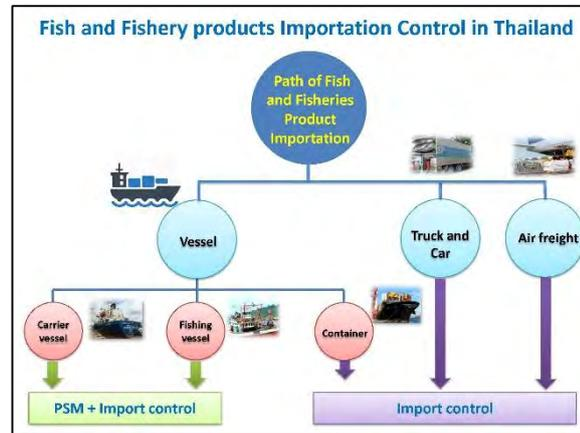 Fish and Fishery products Importation Control in Thailand
Path of Fish
and Fisheries
Product
Importation
Vessel
Truck and
Car
Air freight
Carrier
vessel
Fishing
vessel
Container
PSM + Import control
Import control